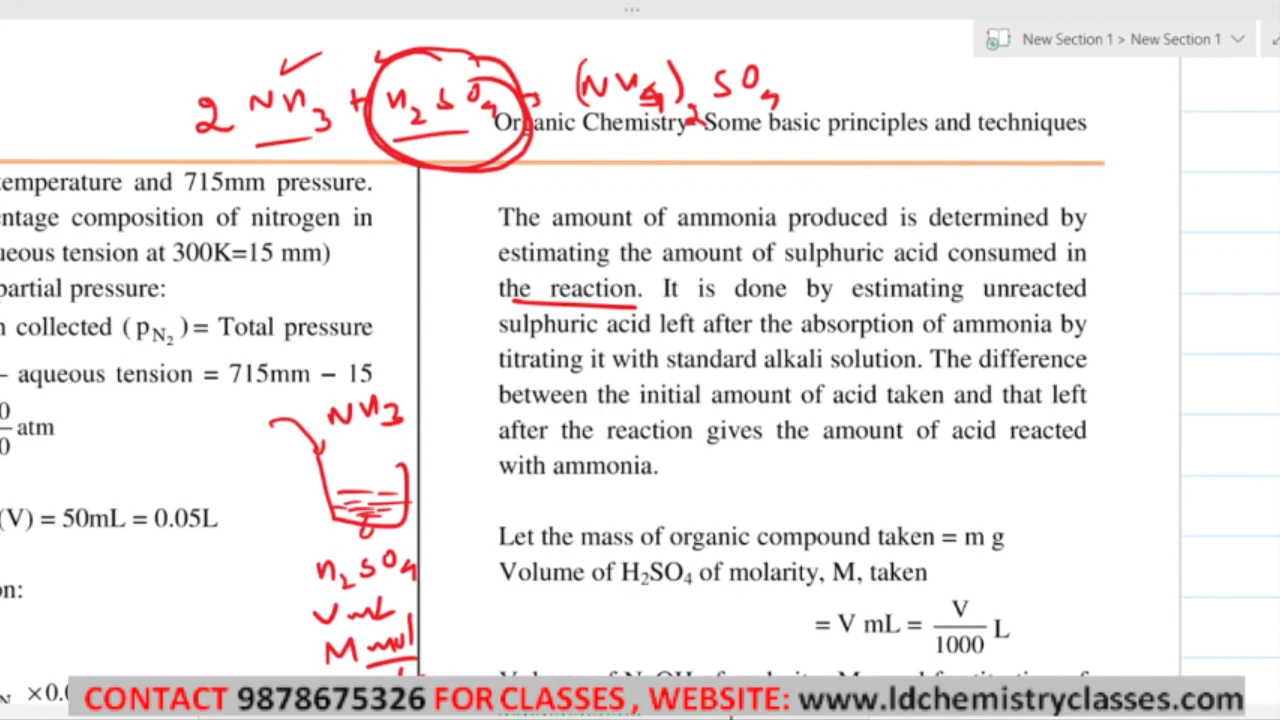 New Section 1 > New Section 1
2 NH3 + H2SO4 → (NH4)2 SO4
Organic Chemistry Some basic principles and techniques
temperature and 715mm pressure.
entage composition of nitrogen in
ueous tension at 300K=15 mm)
partial pressure:
n collected (pN2)= Total pressure
- aqueous tension = 715mm − 15
0
0 atm
(V) = 50mL = 0.05L
on:
N ×0.0
NH3
H2SO4
V mL
M mol
The amount of ammonia produced is determined by
estimating the amount of sulphuric acid consumed in
the reaction. It is done by estimating unreacted
sulphuric acid left after the absorption of ammonia by
titrating it with standard alkali solution. The difference
between the initial amount of acid taken and that left
after the reaction gives the amount of acid reacted
with ammonia.
Let the mass of organic compound taken = m g
Volume of H2SO4 of molarity, M, taken
= V mL = V/1000 L
CONTACT 9878675326 FOR CLASSES , WEBSITE: www.ldchemistryclasses.com